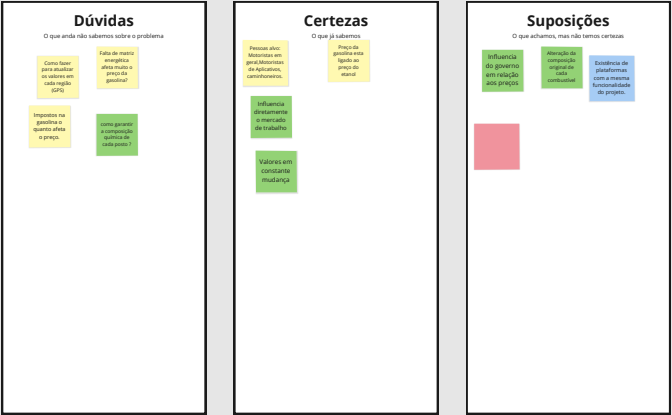 Dúvidas
O que anda não sabemos sobre o problema
Como fazer
para atualizar
os valores em
cada região
(GPS)
Falta de matriz
energética
afeta muito o
preço da
gasolina?
Impostos na
gasolina o
quanto afeta
o preço.
como garantir
a composição
química de
cada posto ?
Certezas
O que já sabemos
Pessoas alvo:
Motoristas em
geral,Motoristas
de Aplicativos,
caminhoneiros.
Preço da
gasolina esta
ligado ao
preço do
etanol
Influencia
diretamente
o mercado
de trabalho
Valores em
constante
mudança
Suposições
O que achamos, mas não temos certezas
Influencia
do governo
em relação
aos preços
Alteração da
composição
original de
cada
combustível
Existência de
plataformas
com a mesma
funcionalidade
do projeto.